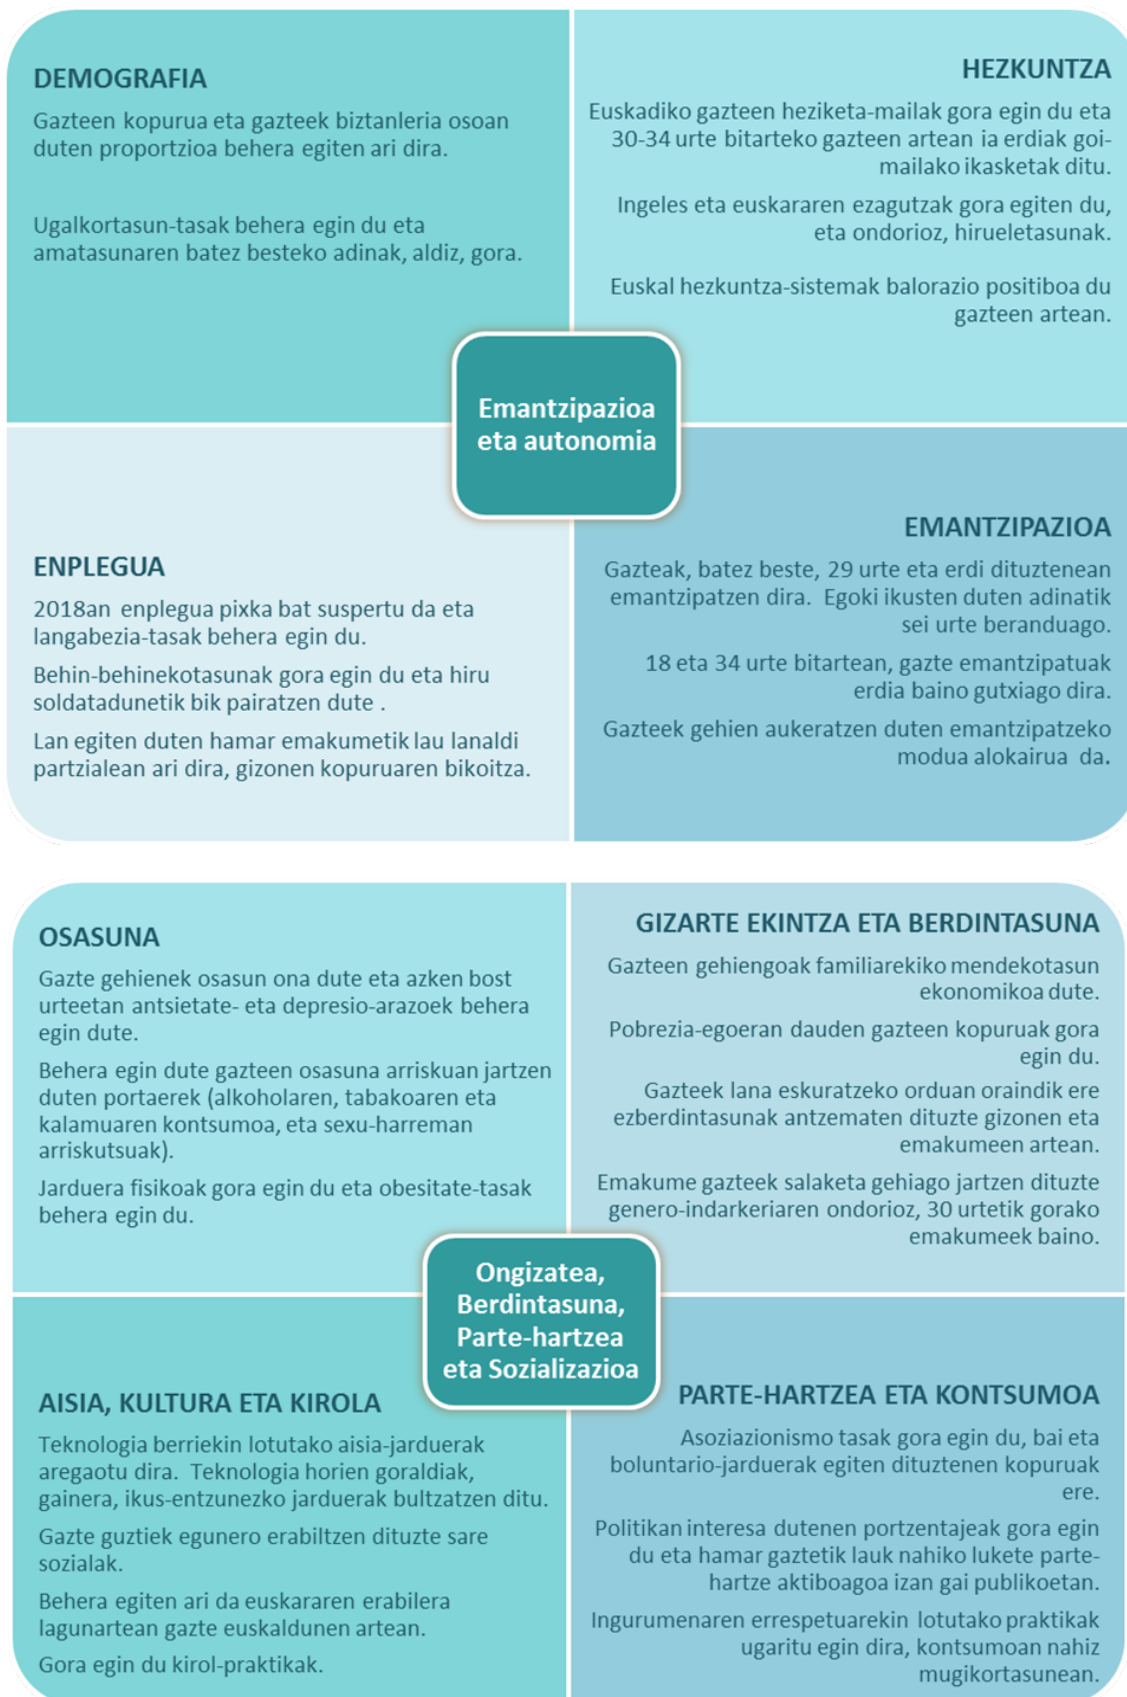 DEMOGRAFIA
Gazteen kopurua eta gazteek biztanleria osoan
duten proportzioa behera egiten ari dira.
Ugalkortasun-tasak behera egin du eta
amatasunaren batez besteko adinak, aldiz, gora.
HEZKUNTZA
Euskadiko gazteen heziketa-mailak gora egin du eta
30-34 urte bitarteko gazteen artean ia erdiak goi-
mailako ikasketak ditu.
Ingeles eta euskararen ezagutzak gora egiten du,
eta ondorioz, hirueletasunak.
Euskal hezkuntza-sistemak balorazio positiboa du
gazteen artean.
Emantzipazioa
eta autonomia
ENPLEGUA
2018an enplegua pixka bat suspertu da eta
langabezia-tasak behera egin du.
Behin-behinekotasunak gora egin du eta hiru
soldatadunetik bik pairatzen dute .
Lan egiten duten hamar emakumetik lau lanaldi
partzialean ari dira, gizonen kopuruaren bikoitza.
EMANTZIPAZIOA
Gazteak, batez beste, 29 urte eta erdi dituztenean
emantzipatzen dira. Egoki ikusten duten adinatik
sei urte beranduago.
18 eta 34 urte bitartean, gazte emantzipatuak
erdia baino gutxiago dira.
Gazteek gehien aukeratzen duten emantzipatzeko
modua alokairua da.
OSASUNA
Gazte gehienek osasun ona dute eta azken bost
urteetan antsietate- eta depresio-arazoek behera
egin dute.
Behera egin dute gazteen osasuna arriskuan jartzen
duten portaerek (alkoholaren, tabakoaren eta
kalamuaren kontsumoa, eta sexu-harreman
arriskutsuak).
Jarduera fisikoak gora egin du eta obesitate-tasak
behera egin du.
GIZARTE EKINTZA ETA BERDINTASUNA
Gazteen gehiengoak familiarekiko mendekotasun
ekonomikoa dute.
Pobrezia-egoeran dauden gazteen kopuruak gora
egin du.
Gazteek lana eskuratzeko orduan oraindik ere
ezberdintasunak antzematen dituzte gizonen eta
emakumeen artean.
Emakume gazteek salaketa gehiago jartzen dituzte
genero-indarkeriaren ondorioz, 30 urtetik gorako
emakumeek baino.
Ongizatea,
Berdintasuna,
Parte-hartzea
eta Sozializazioa
AISIA, KULTURA ETA KIROLA
Teknologia berriekin lotutako aisia-jarduerak
aregaotu dira. Teknologia horien goraldiak,
gainera, ikus-entzunezko jarduerak bultzatzen ditu.
Gazte guztiek egunero erabiltzen dituzte sare
sozialak.
Behera egiten ari da euskararen erabilera
lagunartean gazte euskaldunen artean.
Gora egin du kirol-praktikak.
PARTE-HARTZEA ETA KONTSUMOA
Asoziazionismo tasak gora egin du, bai eta
boluntario-jarduerak egiten dituztenen kopuruak
ere.
Politikan interesa dutenen portzentajeak gora egin
du eta hamar gaztetik lauk nahiko lukete parte-
hartze aktiboagoa izan gai publikoetan.
Ingurumenaren errespetuarekin lotutako praktikak
ugaritu egin dira, kontsumoan nahiz
mugikortasunean.